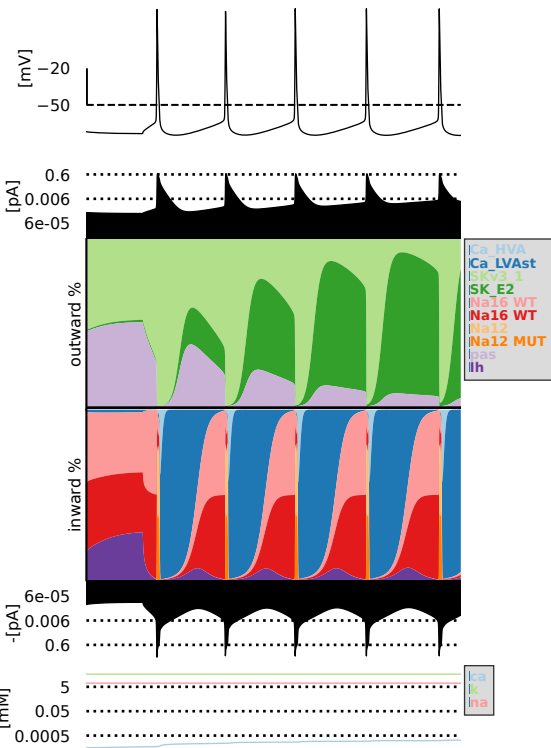 [mV]
−20
−50
[pA]
0.6
0.006
6e-05
outward %
Ca_HVA
Ca_LVAst
SKv3_1
SK_E2
Na16 WT
Na16 WT
Na12
Na12 MUT
pas
Ih
inward %
-[pA]
6e-05
0.006
0.6
[mM]
5
0.05
0.0005
ca
k
na